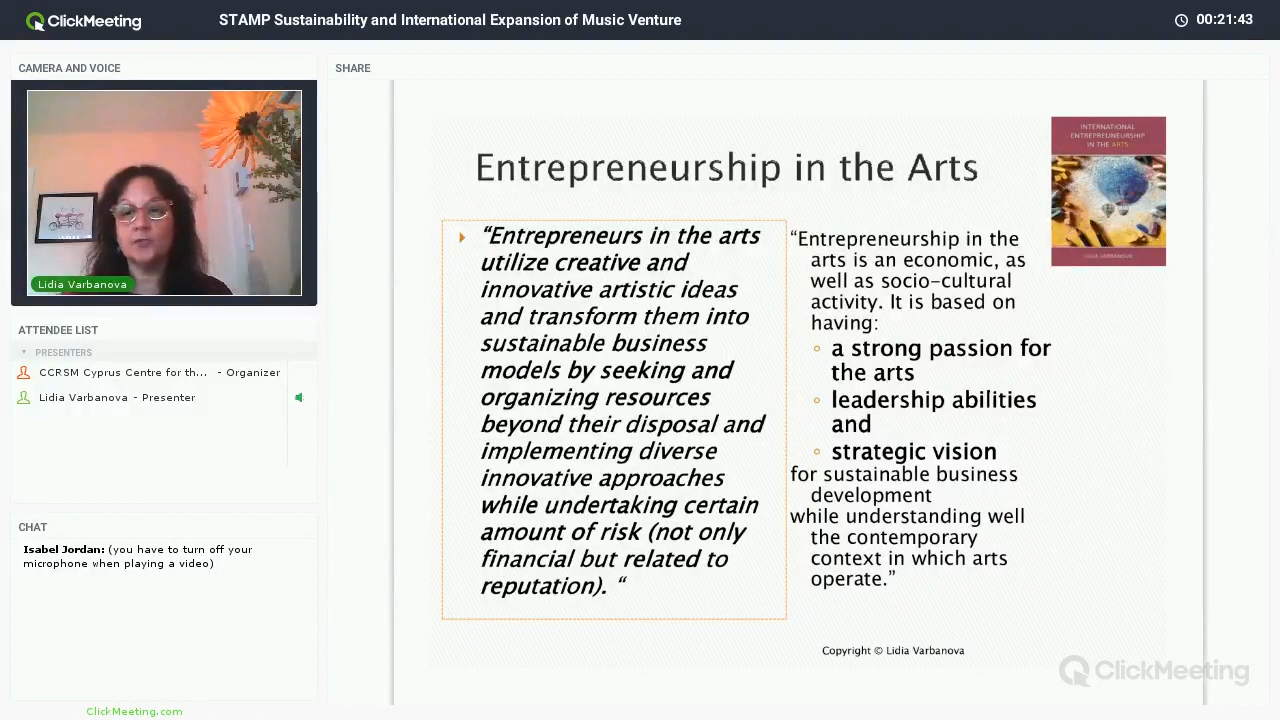 ClickMeeting
STAMP Sustainability and International Expansion of Music Venture
00:21:43
CAMERA AND VOICE
Lidia Varbanova
ATTENDEE LIST
PRESENTERS
CCRSM Cyprus Centre for th... - Organizer
Lidia Varbanova - Presenter
CHAT
Isabel Jordan: (you have to turn off your
microphone when playing a video)
ClickMeeting.com
SHARE
Entrepreneurship in the Arts
INTERNATIONAL
ENTREPRENEURSHIP
IN THE ARTS
LIDIA VARBANOVA
“Entrepreneurs in the arts
utilize creative and
innovative artistic ideas
and transform them into
sustainable business
models by seeking and
organizing resources
beyond their disposal and
implementing diverse
innovative approaches
while undertaking certain
amount of risk (not only
financial but related to
reputation). “
“Entrepreneurship in the
arts is an economic, as
well as socio-cultural
activity. It is based on
having:
a strong passion for
the arts
leadership abilities
and
strategic vision
for sustainable business
development
while understanding well
the contemporary
context in which arts
operate.”
Copyright © Lidia Varbanova
ClickMeeting